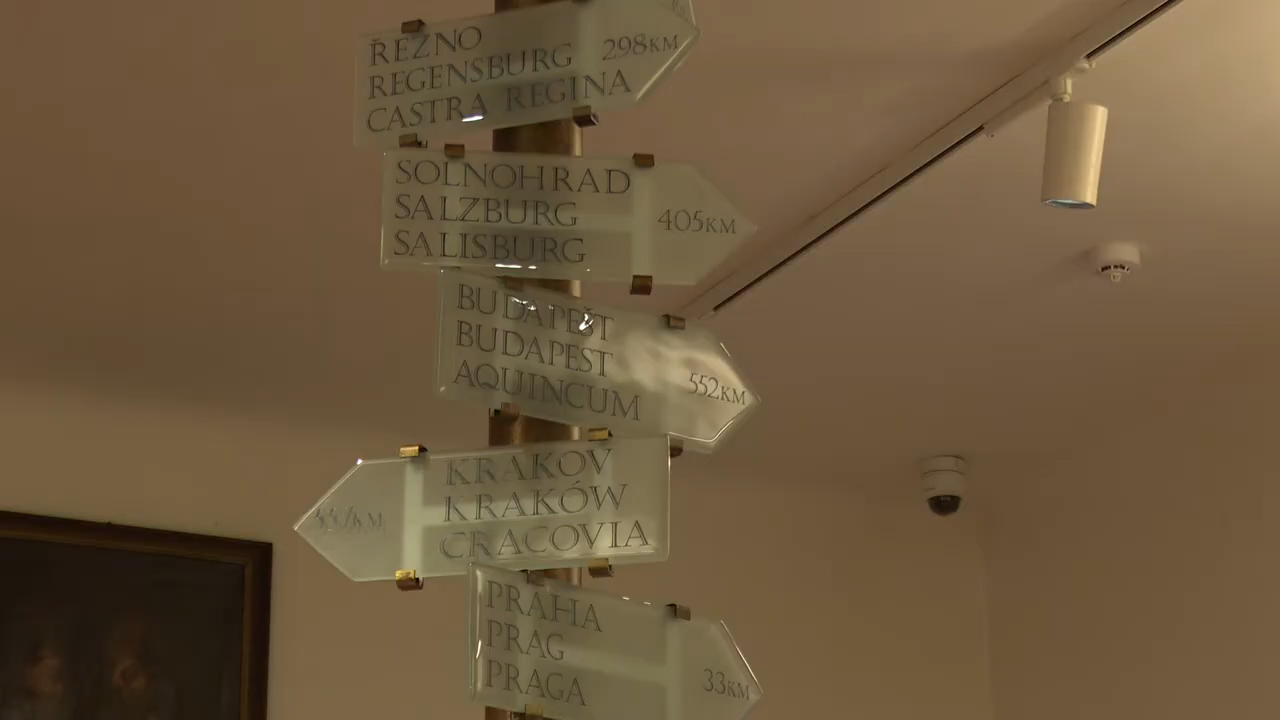 ŘEZNO
REGENSBURG
CASTRA REGINA
298KM
SOLNOHRAD
SALZBURG
SALISBURG
405KM
BUDAPEŠT
BUDAPEST
AQUINCUM
552KM
KRAKOV
KRAKÓW
CRACOVIA
PRAHA
PRAG
PRAGA
33KM